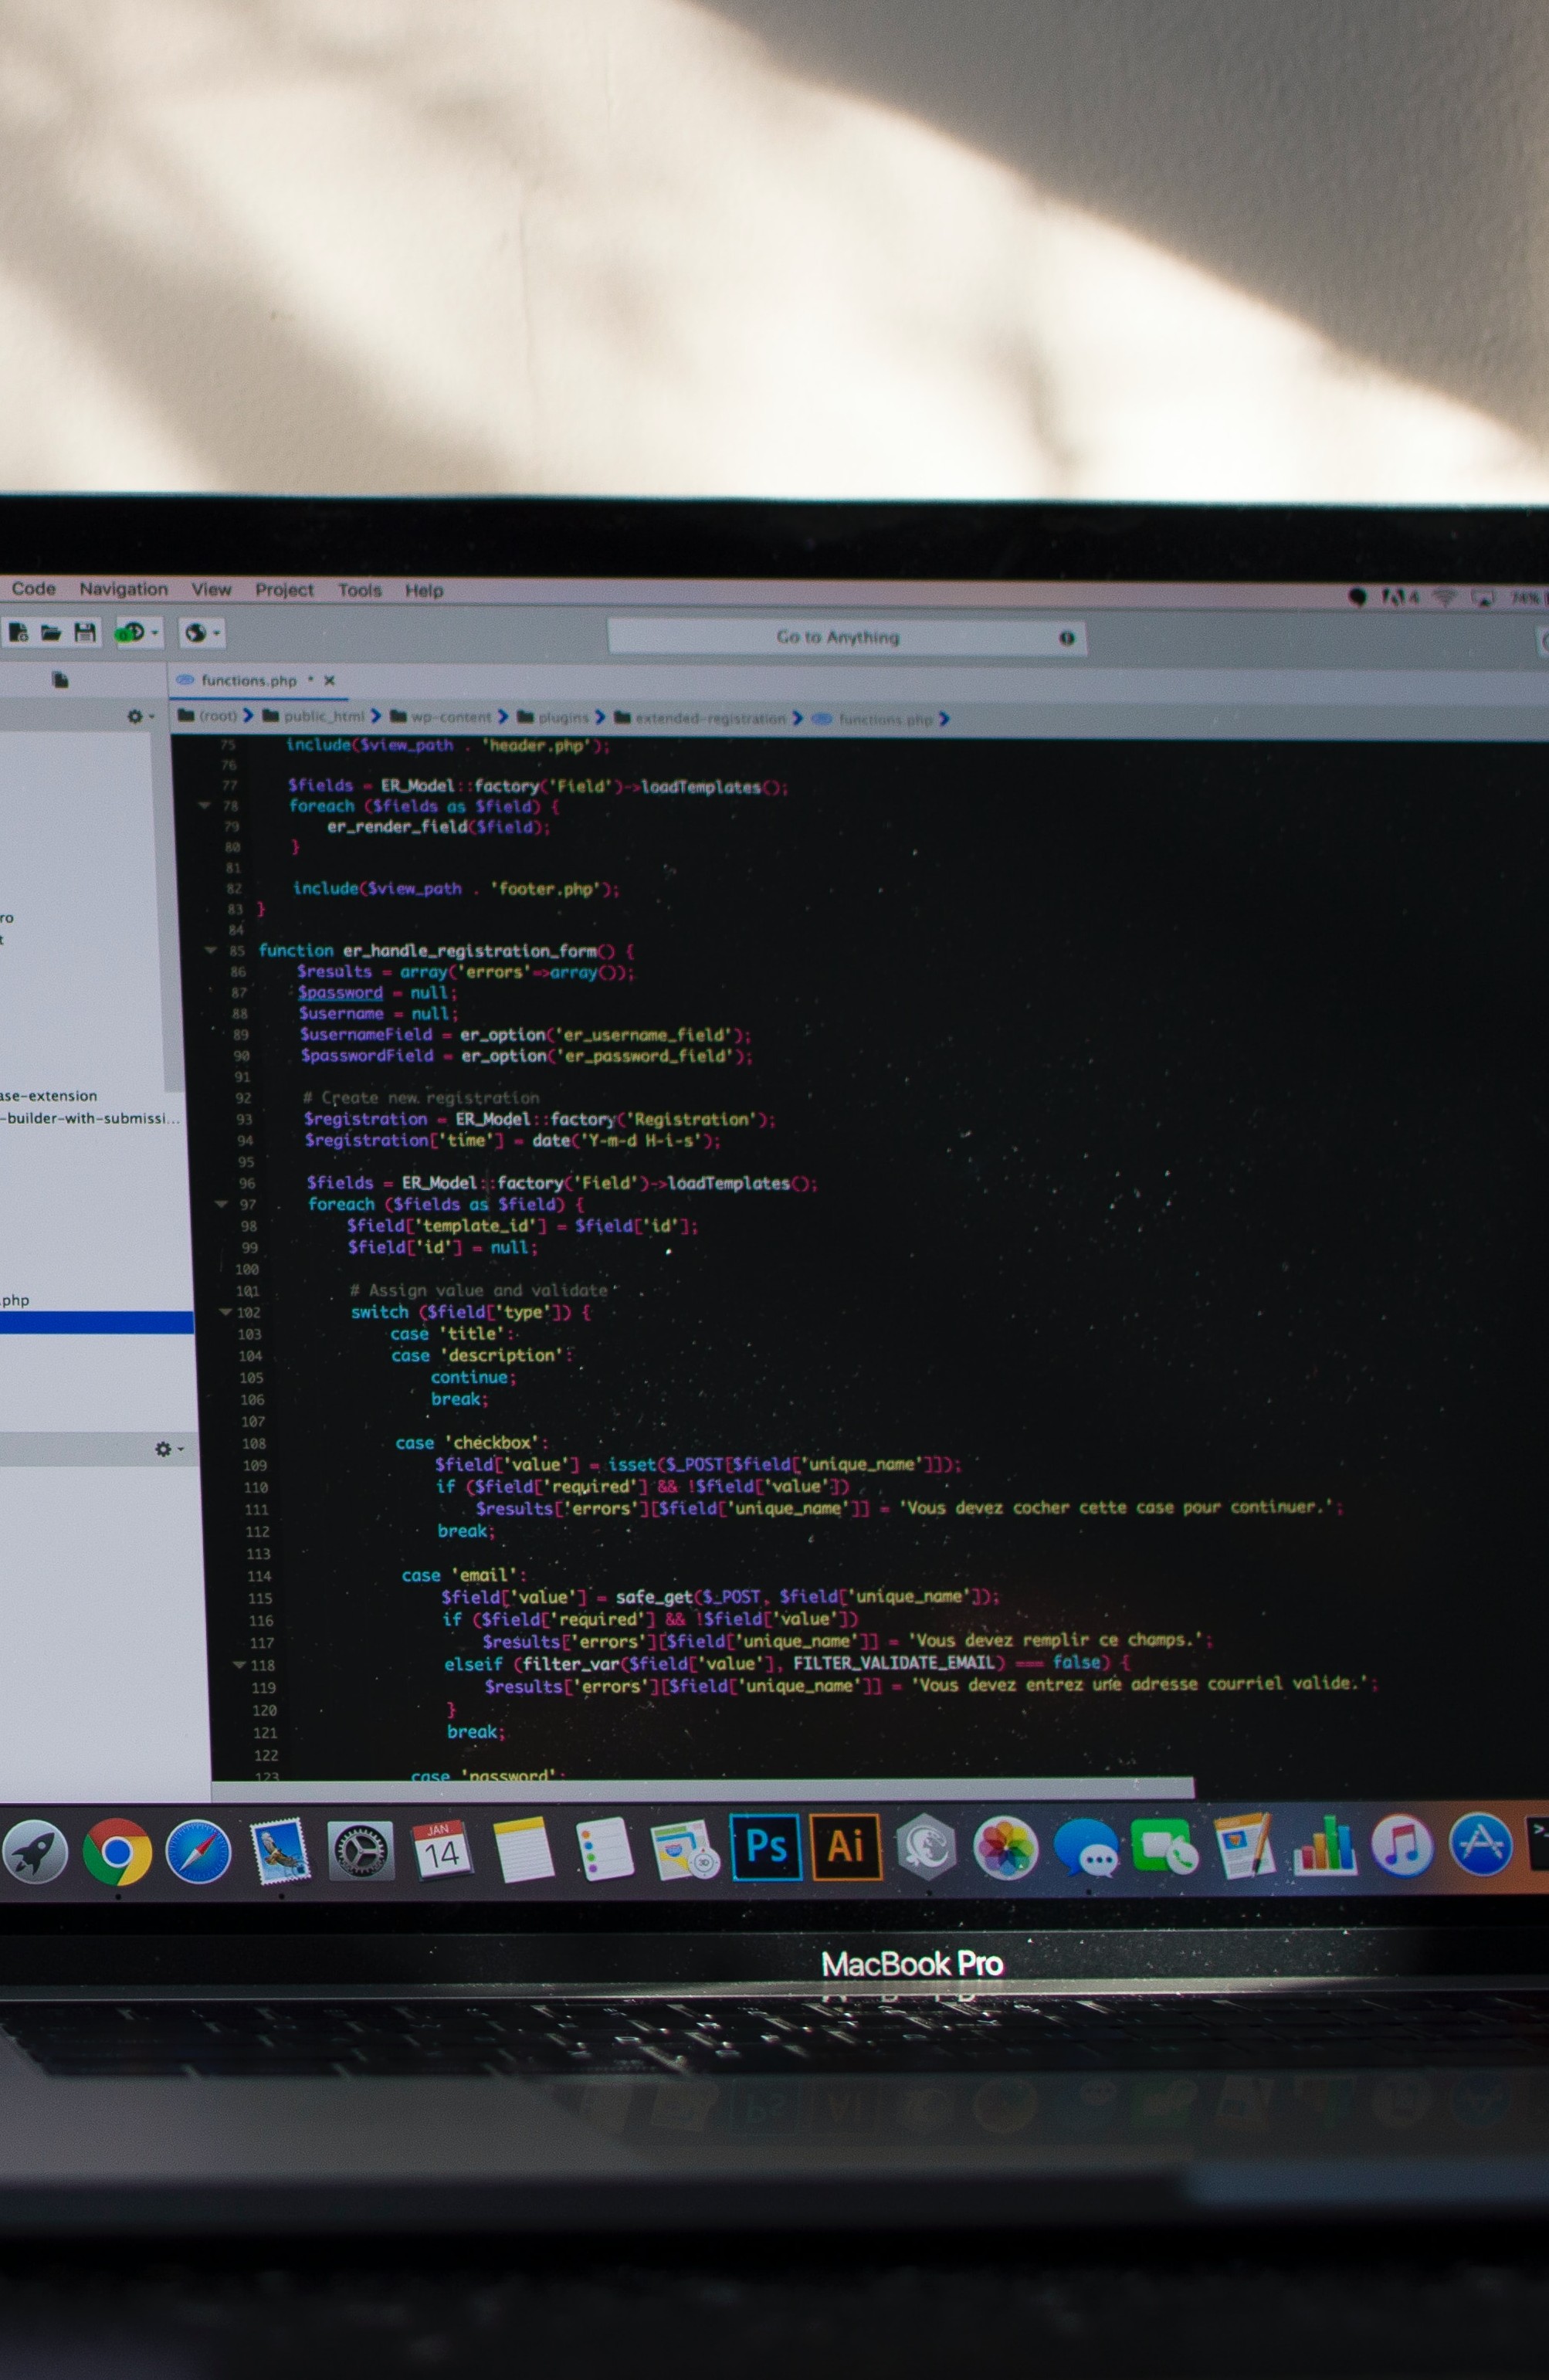 Code Navigation View Project Tools Help
74%
Go to Anything
functions.php * ×
(root) public_html wp-content plugins extended-registration functions.php
ro
t
ase-extension
-builder-with-submissi...
.php
75 include($view_path . 'header.php');
76
77 $fields = ER_Model::factory('Field')->loadTemplates();
78 foreach ($fields as $field) {
79 er_render_field($field);
80 }
81
82 include($view_path . 'footer.php');
83 }
84
85 function er_handle_registration_form() {
86 $results = array('errors'=>array());
87 $password = null;
88 $username = null;
89 $usernameField = er_option('er_username_field');
90 $passwordField = er_option('er_password_field');
91
92 # Create new registration
93 $registration = ER_Model::factory('Registration');
94 $registration['time'] = date('Y-m-d H-i-s');
95
96 $fields = ER_Model::factory('Field')->loadTemplates();
97 foreach ($fields as $field) {
98 $field['template_id'] = $field['id'];
99 $field['id'] = null;
100
101 # Assign value and validate
102 switch ($field['type']) {
103 case 'title':
104 case 'description':
105 continue;
106 break;
107
108 case 'checkbox':
109 $field['value'] = isset($_POST[$field['unique_name']]);
110 if ($field['required'] && !$field['value'])
111 $results['errors'][$field['unique_name']] = 'Vous devez cocher cette case pour continuer.';
112 break;
113
114 case 'email':
115 $field['value'] = safe_get($_POST, $field['unique_name']);
116 if ($field['required'] && !$field['value'])
117 $results['errors'][$field['unique_name']] = 'Vous devez remplir ce champs.';
118 elseif (filter_var($field['value'], FILTER_VALIDATE_EMAIL) === false) {
119 $results['errors'][$field['unique_name']] = 'Vous devez entrez une adresse courriel valide.';
120 }
121 break;
122
123 case 'password':
JAN
14
3D
Ps
Ai
MacBook Pro